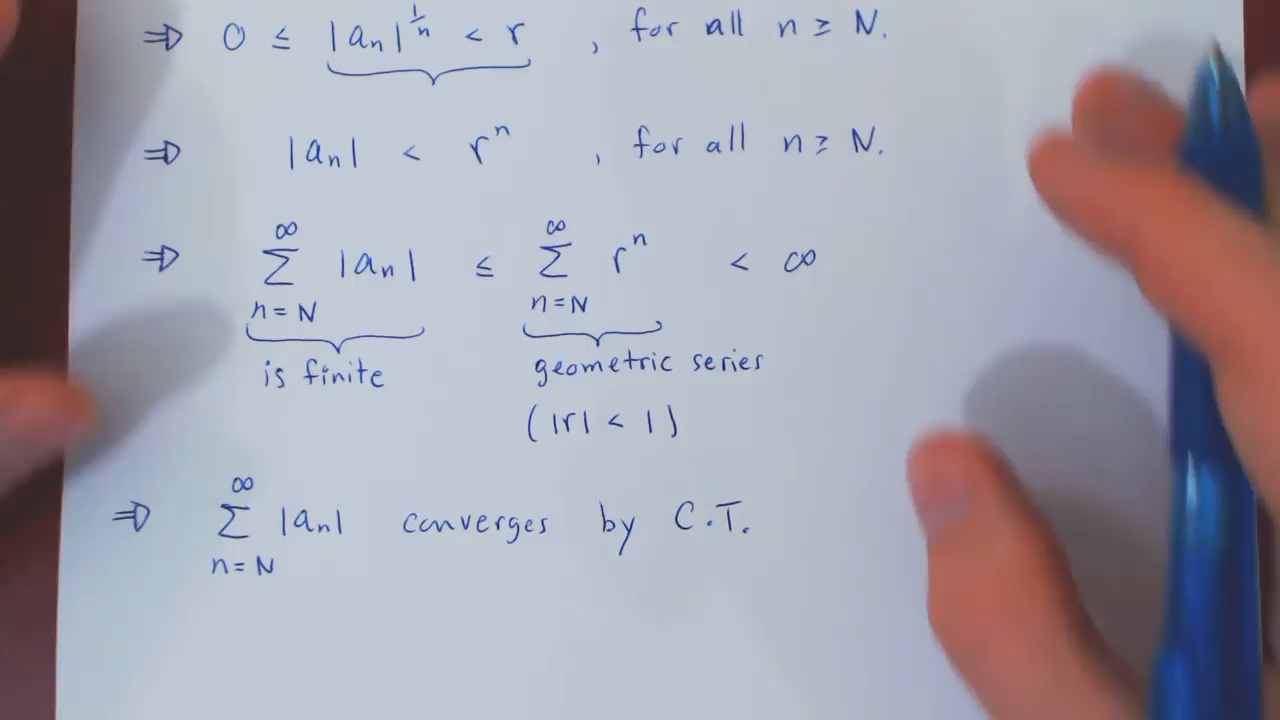 ⇒ 0 ≤ |aₙ|^(1/n) < r , for all n ≥ N.
⇒ |aₙ| < rⁿ , for all n ≥ N.
⇒ ∑_{n=N}^{∞} |aₙ| ≤ ∑_{n=N}^{∞} rⁿ < ∞
is finite geometric series
(|r| < 1)
⇒ ∑_{n=N}^{∞} |aₙ| converges by C.T.